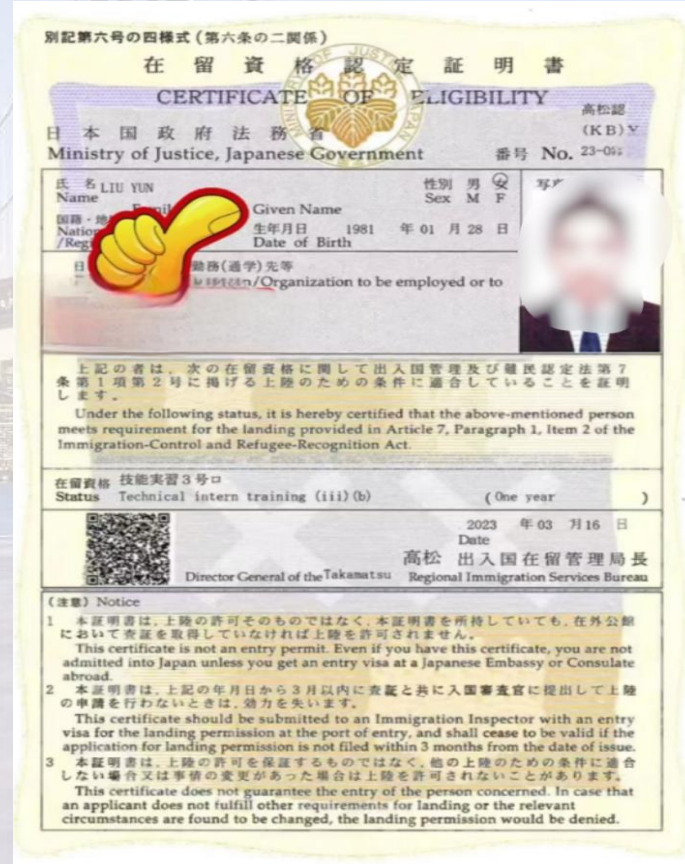 別記第六号の四様式(第六条の二関係)
在留資格認定証明書
CERTIFICATE OF ELIGIBILITY
高松認
日本国政府法務省
(KB)Y
Ministry of Justice, Japanese Government
番号 No. 23-
氏名 LIU YUN
性別 男 女
Name
Sex M F
Given Name
国籍・地
生年月日 1981 年 01 月 28 日
Nation
/Regi
Date of Birth
日
勤務(通学)先等
/Organization to be employed or to
上記の者は、次の在留資格に関して出入国管理及び難民認定法第7
条第1項第2号に掲げる上陸のための条件に適合していることを証明
します。
Under the following status, it is hereby certified that the above-mentioned person
meets requirement for the landing provided in Article 7, Paragraph 1, Item 2 of the
Immigration-Control and Refugee-Recognition Act.
在留資格 技能実習3号ロ
Status Technical intern training (iii)(b) (One year )
2023 年 03 月 16 日
Date
高松 出入国在留管理局長
Director General of the Takamatsu Regional Immigration Services Bureau
(注意) Notice
1 本証明書は、上陸の許可そのものではなく、本証明書を所持していても、在外公館
において査証を取得していなければ上陸を許可されません。
This certificate is not an entry permit. Even if you have this certificate, you are not
admitted into Japan unless you get an entry visa at a Japanese Embassy or Consulate
abroad.
2 本証明書は、上記の年月日から3月以内に査証と共に入国審査官に提出して上陸
の申請を行わないときは、効力を失います。
This certificate should be submitted to an Immigration Inspector with an entry
visa for the landing permission at the port of entry, and shall cease to be valid if the
application for landing permission is not filed within 3 months from the date of issue.
3 本証明書は、上陸の許可を保証するものではなく、他の上陸のための条件に適合
しない場合又は事情の変更があった場合は上陸を許可されないことがあります。
This certificate does not guarantee the entry of the person concerned. In case that
an applicant does not fulfill other requirements for landing or the relevant
circumstances are found to be changed, the landing permission would be denied.